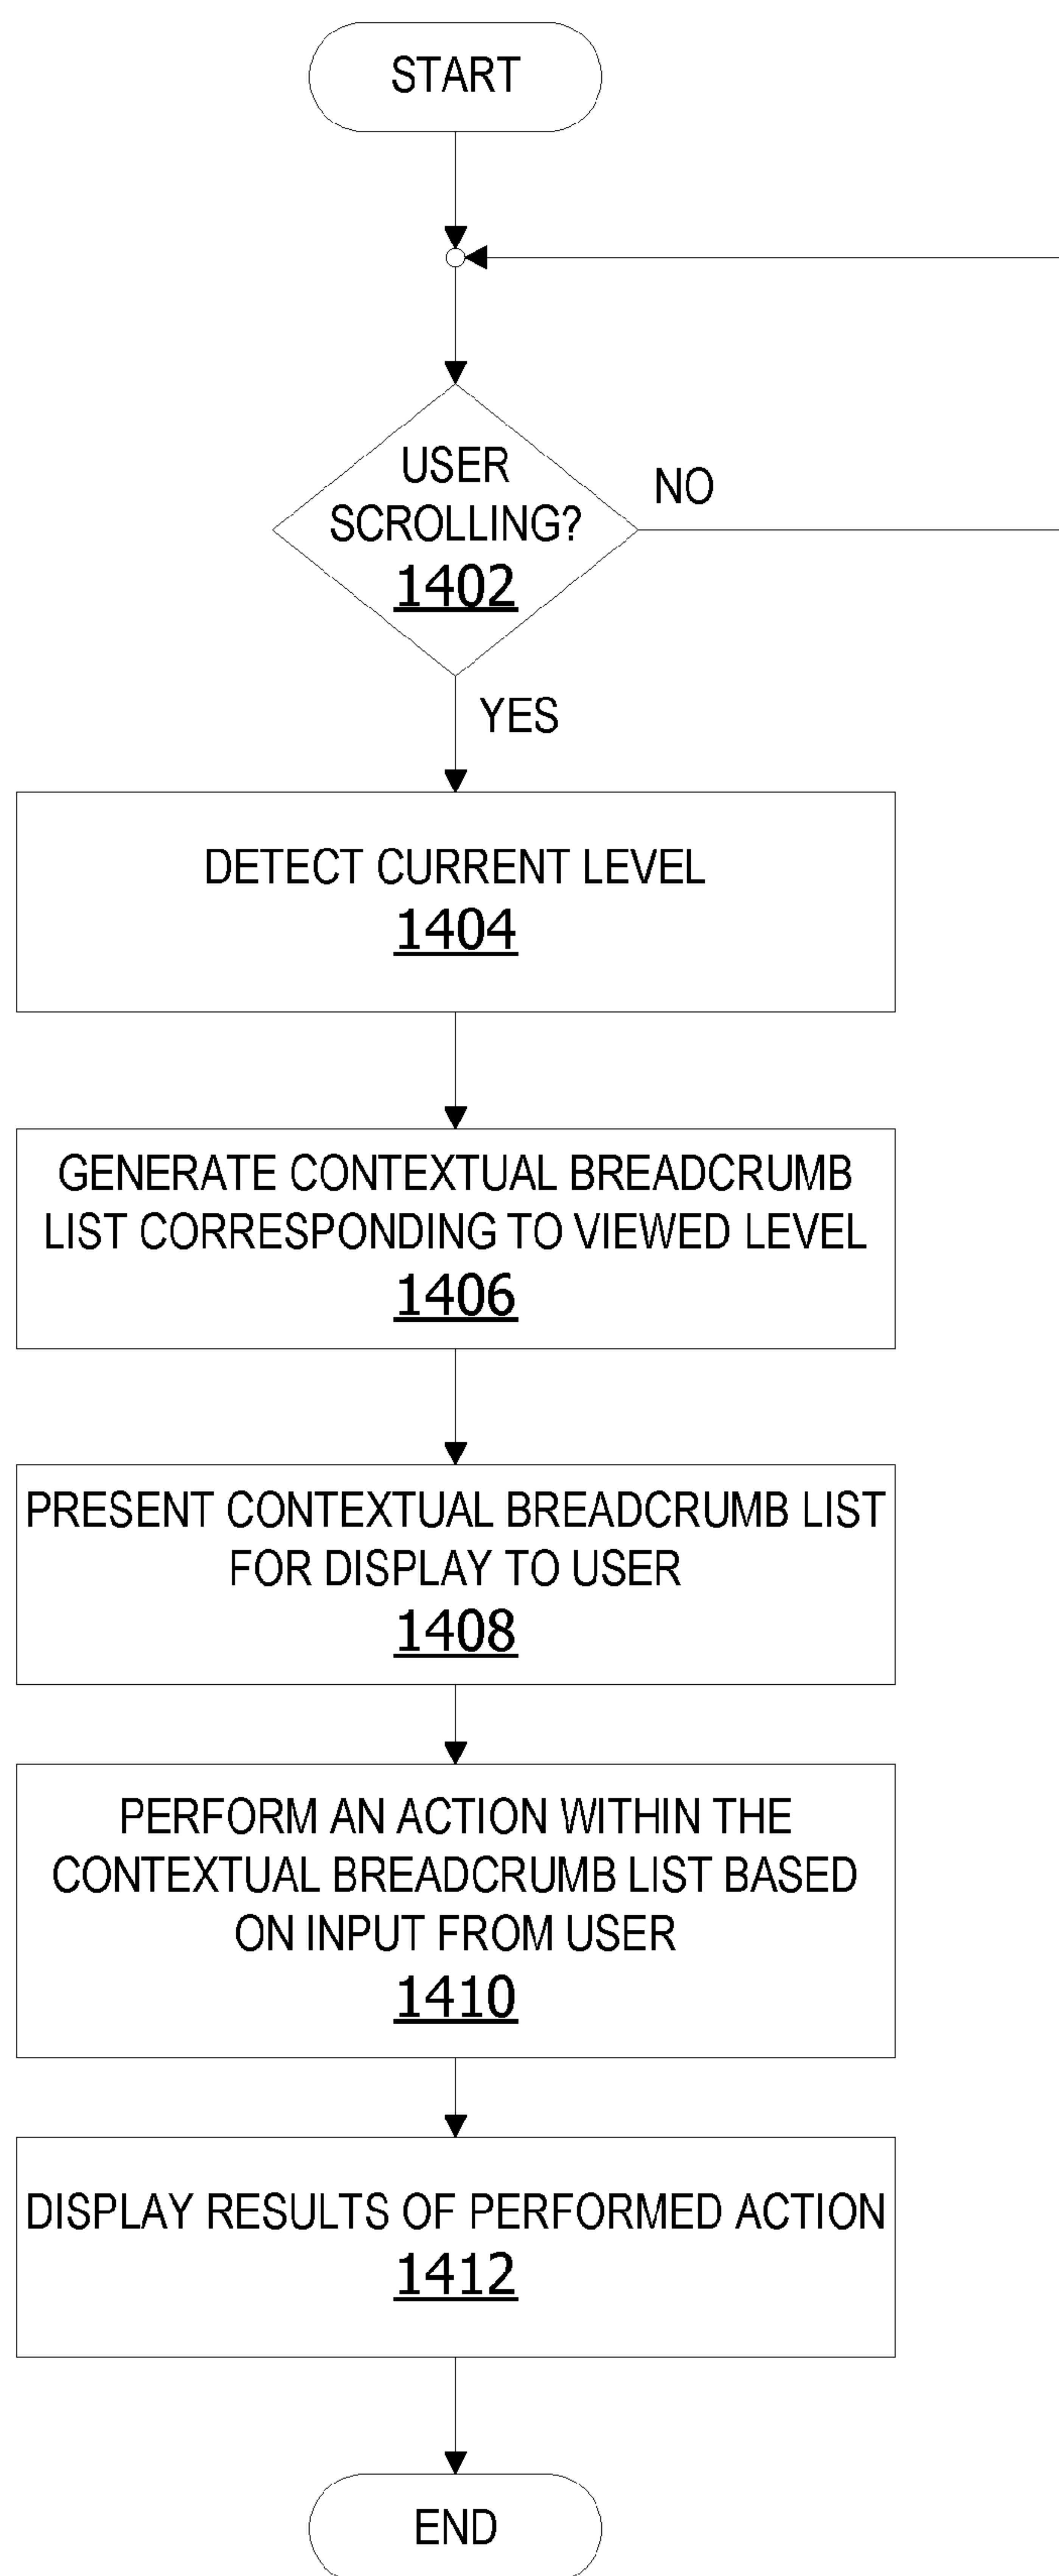 START
USER
SCROLLING?
1402
NO
YES
DETECT CURRENT LEVEL
1404
GENERATE CONTEXTUAL BREADCRUMB
LIST CORRESPONDING TO VIEWED LEVEL
1406
PRESENT CONTEXTUAL BREADCRUMB LIST
FOR DISPLAY TO USER
1408
PERFORM AN ACTION WITHIN THE
CONTEXTUAL BREADCRUMB LIST BASED
ON INPUT FROM USER
1410
DISPLAY RESULTS OF PERFORMED ACTION
1412
END